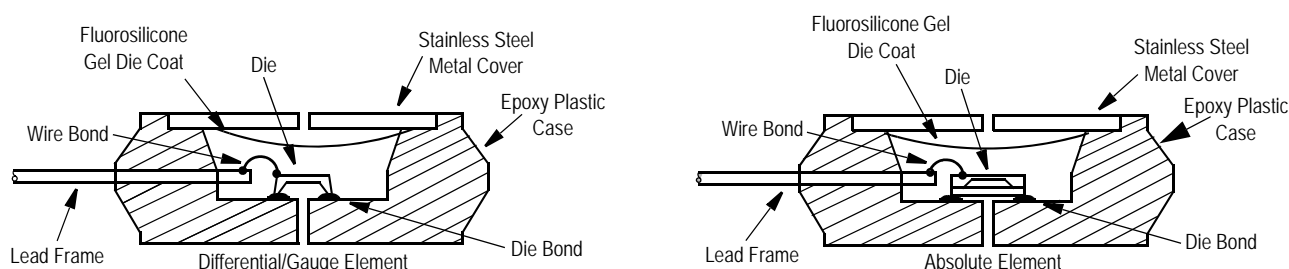 Fluorosilicone
Gel Die Coat
Die
Stainless Steel
Metal Cover
Epoxy Plastic
Case
Wire Bond
Lead Frame
Die Bond
Differential/Gauge Element
Fluorosilicone Gel
Die Coat
Die
Stainless Steel
Metal Cover
Epoxy Plastic
Case
Wire Bond
Lead Frame
Die Bond
Absolute Element